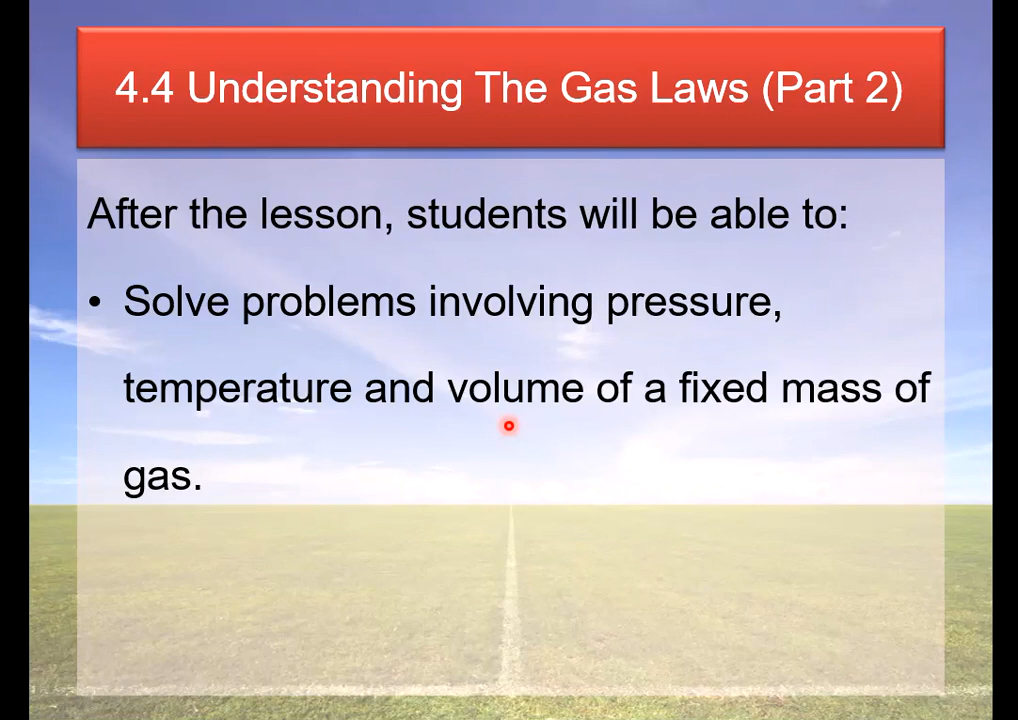 4.4 Understanding The Gas Laws (Part 2)
After the lesson, students will be able to:
• Solve problems involving pressure,
temperature and volume of a fixed mass of
gas.